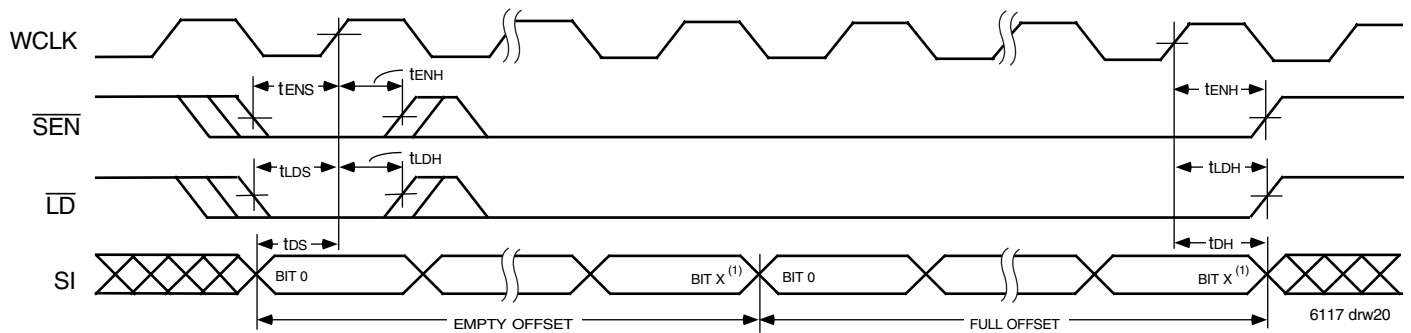 WCLK
tENS
tENH
tENH
SEN
tLDS
tLDH
tLDH
LD
tDS
tDH
SI
BIT 0
BIT X (1)
BIT 0
BIT X (1)
EMPTY OFFSET
FULL OFFSET
6117 drw20